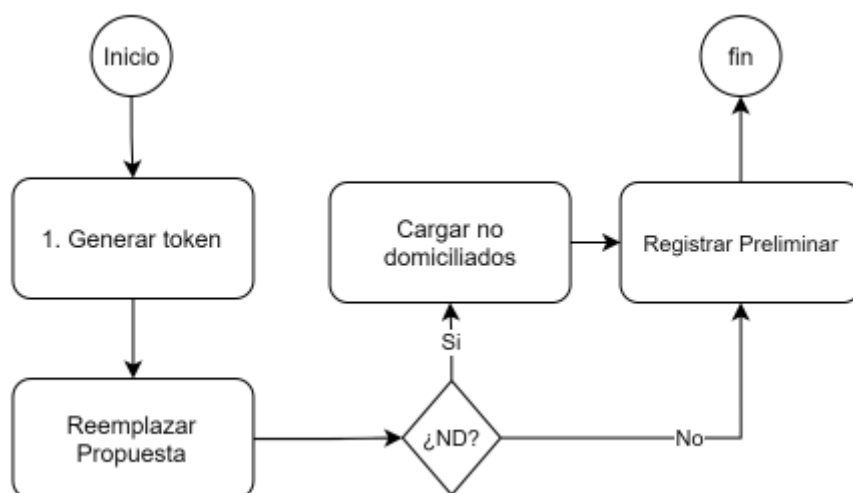 Inicio
fin
1. Generar token
Cargar no
domiciliados
Registrar Preliminar
Si
Reemplazar
Propuesta
¿ND?
No